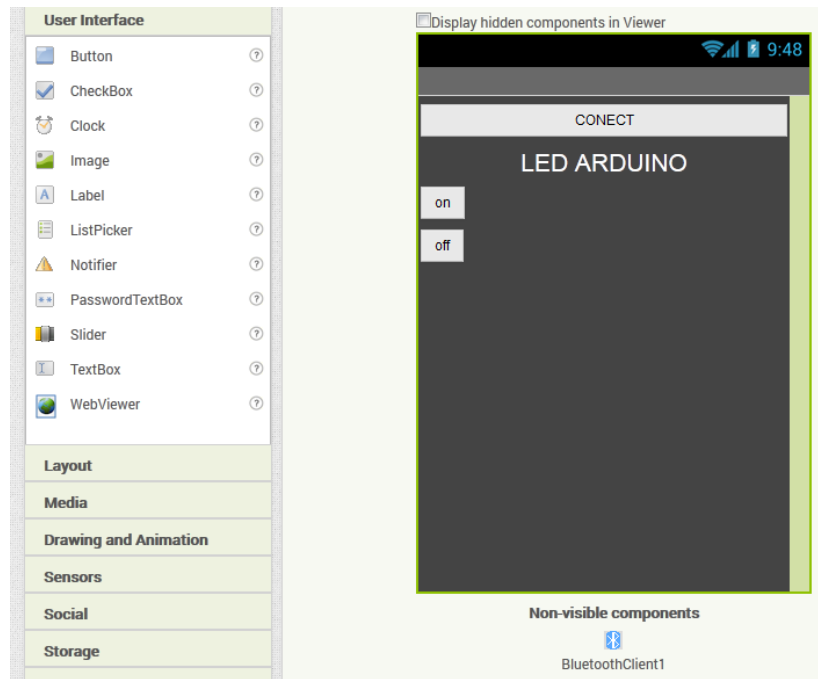 User Interface
Button
CheckBox
Clock
Image
Label
ListPicker
Notifier
PasswordTextBox
Slider
TextBox
WebViewer
Layout
Media
Drawing and Animation
Sensors
Social
Storage
Display hidden components in Viewer
9:48
CONECT
LED ARDUINO
on
off
Non-visible components
BluetoothClient1